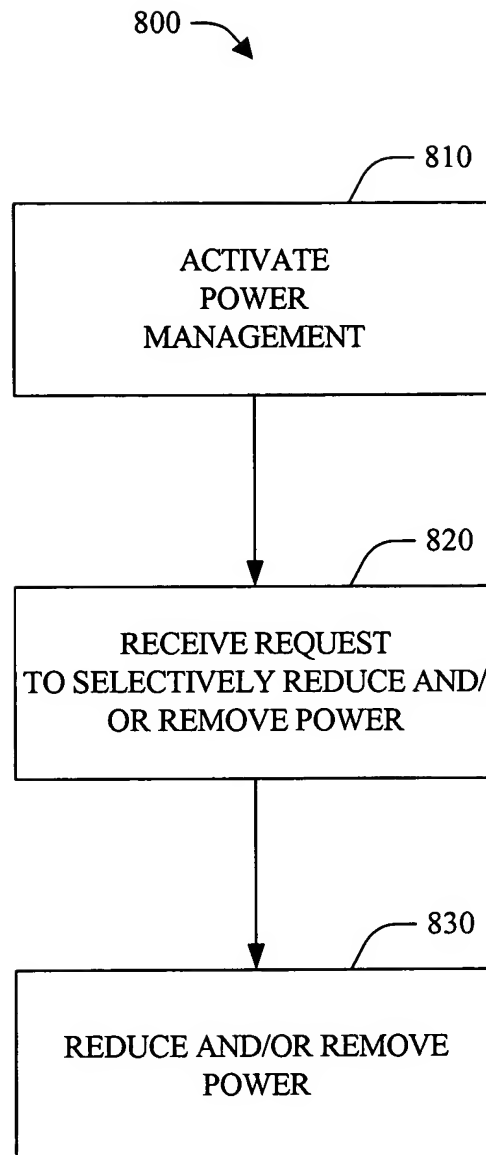 800
810
ACTIVATE
POWER
MANAGEMENT
820
RECEIVE REQUEST
TO SELECTIVELY REDUCE AND/
OR REMOVE POWER
830
REDUCE AND/OR REMOVE
POWER